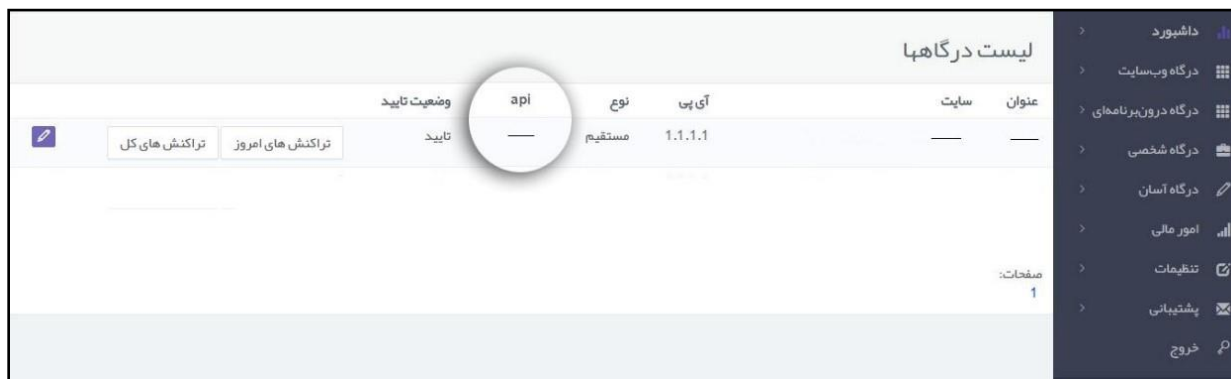 داشبورد
درگاه وب‌سایت
درگاه درون‌برنامه‌ای
درگاه شخصی
درگاه آسان
امور مالی
تنظیمات
پشتیبانی
خروج
لیست درگاهها
عنوان سایت آی پی نوع api وضعیت تایید
1.1.1.1 مستقیم تایید تراکنش های امروز تراکنش های کل
صفحات:
1